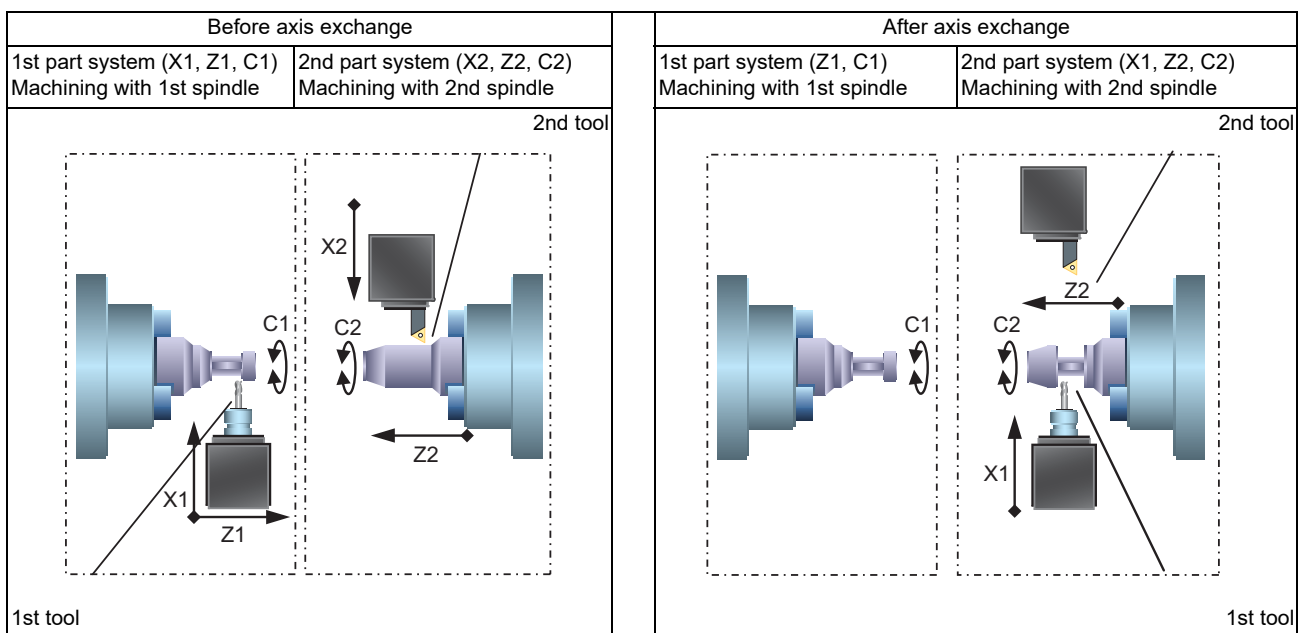 Before axis exchange
1st part system (X1, Z1, C1)
Machining with 1st spindle
2nd part system (X2, Z2, C2)
Machining with 2nd spindle
2nd tool
X2
C1
C2
Z2
X1
Z1
1st tool
After axis exchange
1st part system (Z1, C1)
Machining with 1st spindle
2nd part system (X1, Z2, C2)
Machining with 2nd spindle
2nd tool
Z2
C1
C2
X1
1st tool